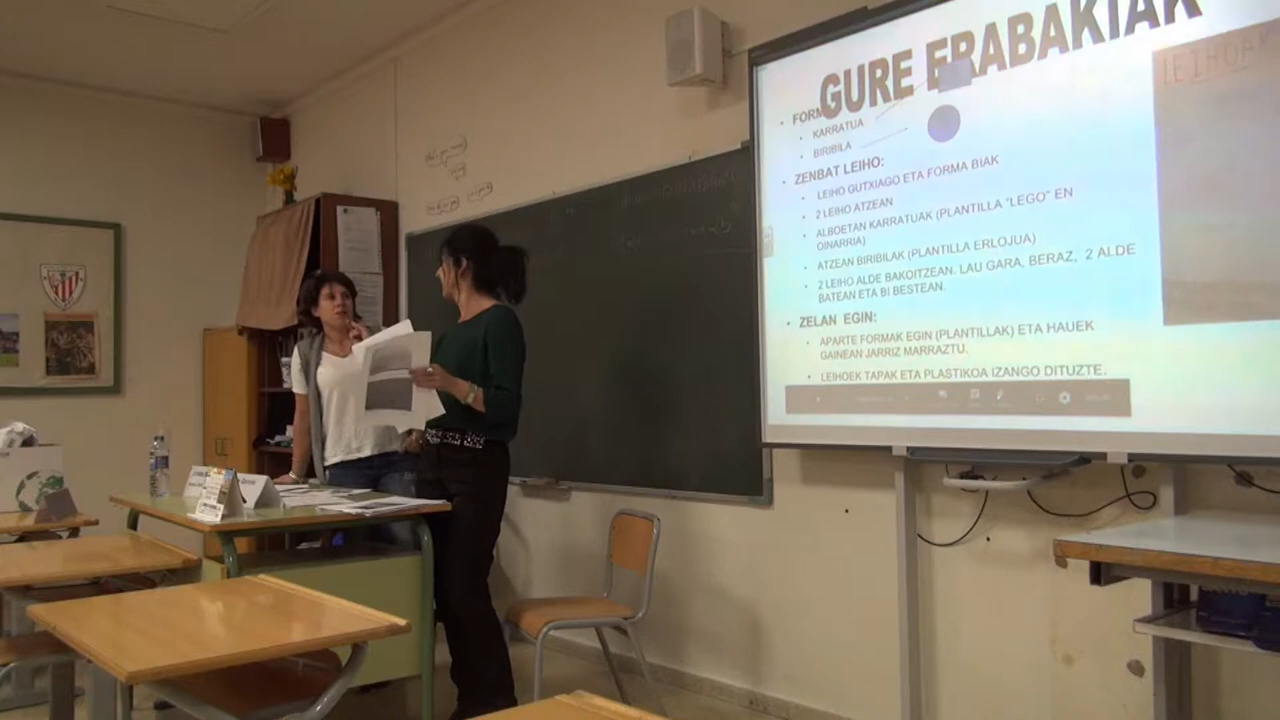 GURE ERABAKIAK
KARRATUA
BIRIBILA
ZENBAT LEIHO:
LEIHO GUTXIAGO ETA FORMA BIAK
2 LEIHO ATZEAN
ALBOETAN KARRATUAK (PLANTILLA "LEGO" EN
OINARRIA)
ATZEAN BIRIBILAK (PLANTILLA ERLOJUA)
2 LEIHO ALDE BAKOITZEAN. LAU GARA, BERAZ, 2 ALDE
BATEAN ETA BI BESTEAN.
ZELAN EGIN:
APARTE FORMAK EGIN (PLANTILLAK) ETA HAUEK
GAINEAN JARRIZ MARRAZTU.
LEIHOEK TAPAK ETA PLASTIKOA IZANGO DITUZTE.
LEIHOAK